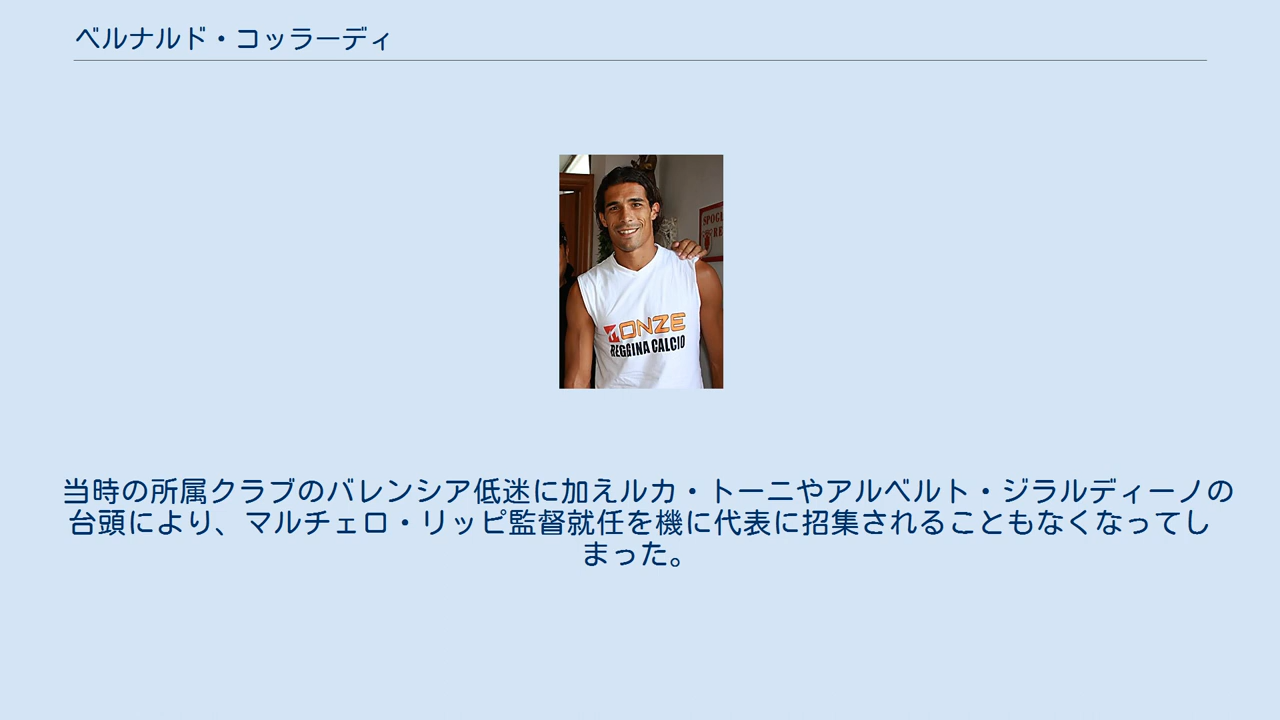 ベルナルド・コッラーディ
SPOGL
RE
ONZE
REGGINA CALCIO
当時の所属クラブのバレンシア低迷に加えルカ・トーニやアルベルト・ジラルディーノの
台頭により、マルチェロ・リッピ監督就任を機に代表に招集されることもなくなってし
まった。